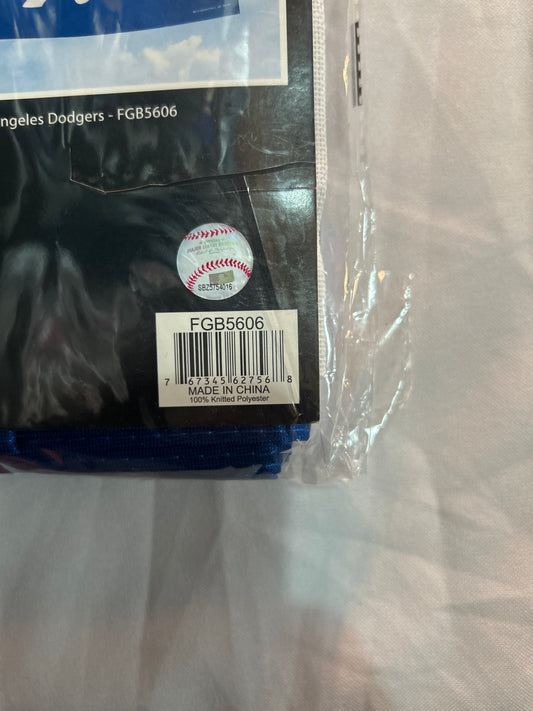 ngeles Dodgers - FGB5606
SBZ5754016
FGB5606
7 67345 62756 8
MADE IN CHINA
100% Knitted Polyester